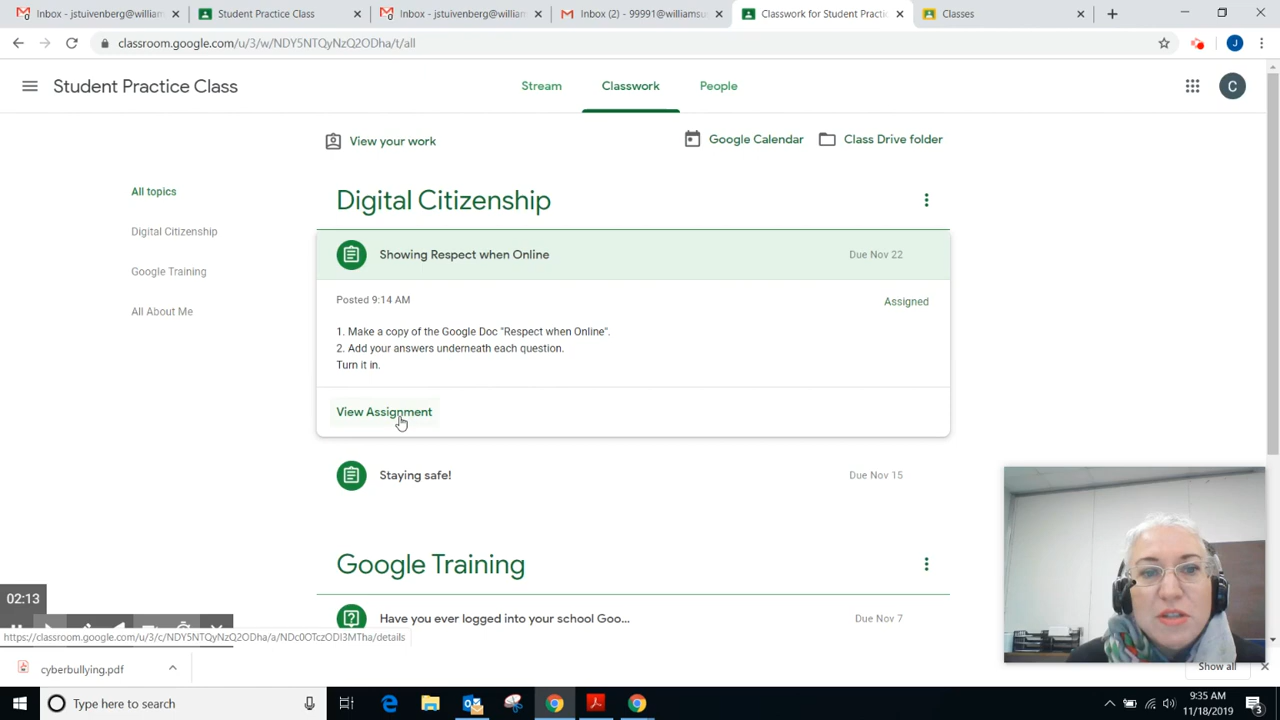 Inbox - jstuivenberg@william
Student Practice Class
Inbox - jstuivenberg@william
Inbox (2) - 99991@williamsu
Classwork for Student Practi
Classes
classroom.google.com/u/3/w/NDY5NTQyNzQ2ODha/t/all
J
Student Practice Class
Stream
Classwork
People
C
View your work
Google Calendar
Class Drive folder
All topics
Digital Citizenship
Google Training
All About Me
Digital Citizenship
Showing Respect when Online
Due Nov 22
Posted 9:14 AM
Assigned
1. Make a copy of the Google Doc "Respect when Online".
2. Add your answers underneath each question.
Turn it in.
View Assignment
Staying safe!
Due Nov 15
Google Training
Have you ever logged into your school Goo...
Due Nov 7
02:13
https://classroom.google.com/u/3/c/NDY5NTQyNzQ2ODha/a/NDc0OTczODI3MTha/details
cyberbullying.pdf
Show all
Type here to search
9:35 AM
11/18/2019
3